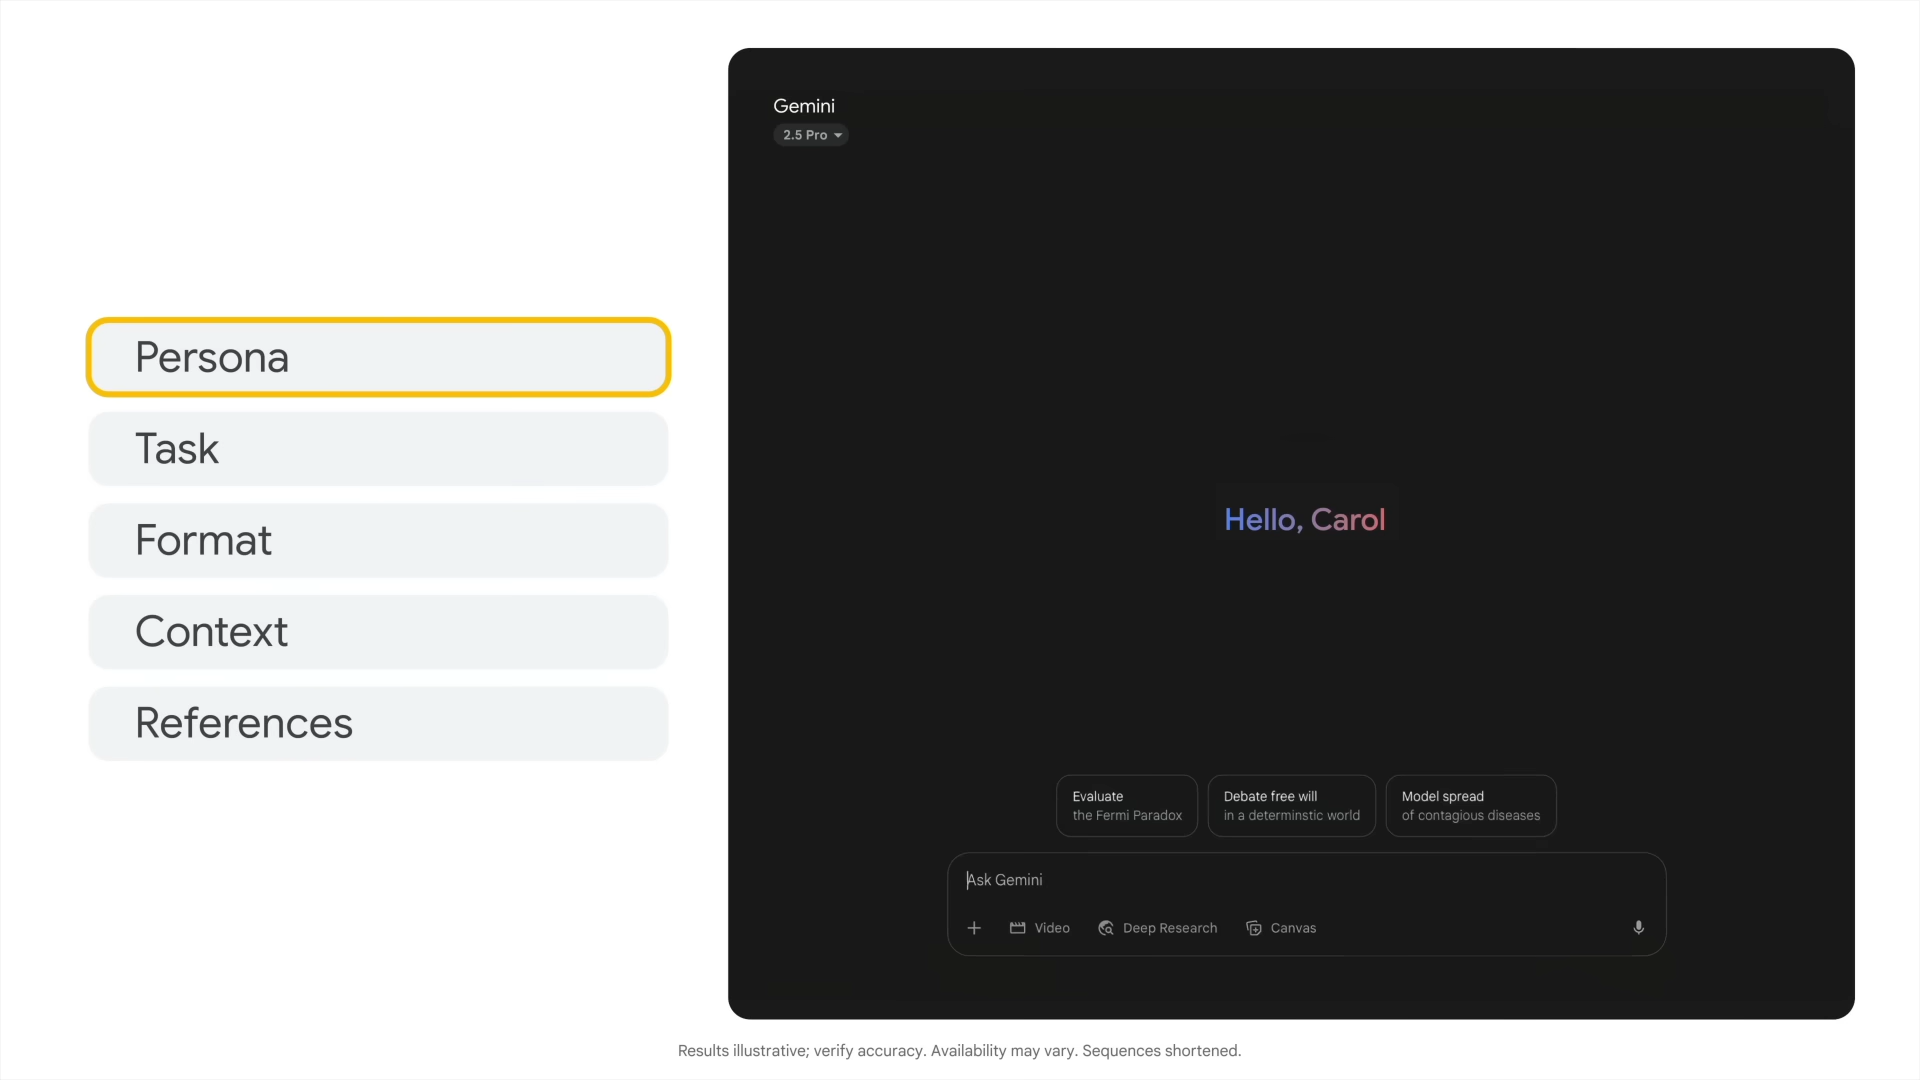 Persona
Task
Format
Context
References
Gemini
2.5 Pro
Hello, Carol
Evaluate
the Fermi Paradox
Debate free will
in a determinstic world
Model spread
of contagious diseases
Ask Gemini
Video
Deep Research
Canvas
Results illustrative; verify accuracy. Availability may vary. Sequences shortened.